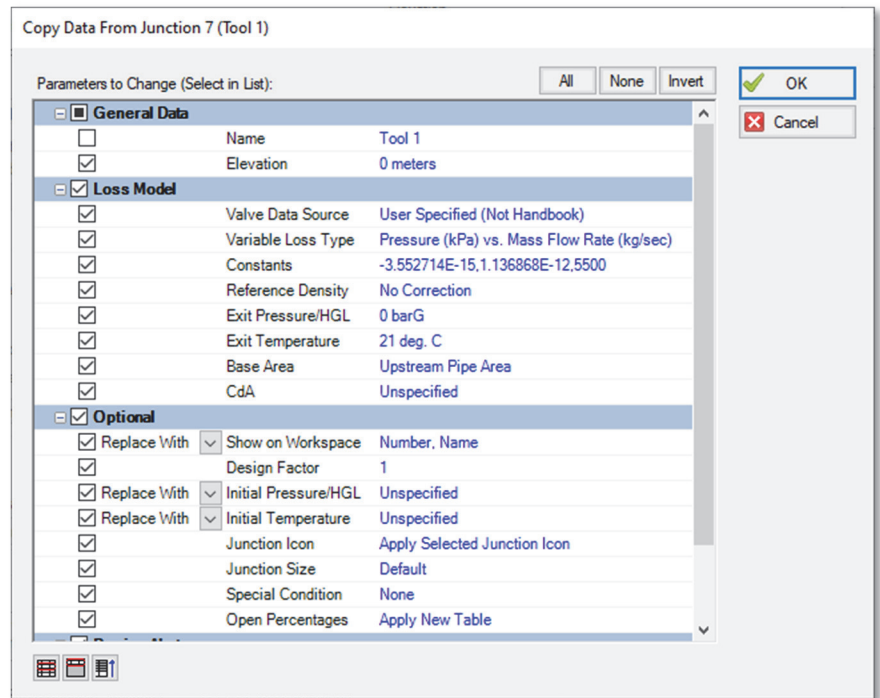 Copy Data From Junction 7 (Tool 1)
Parameters to Change (Select in List):
All
None
Invert
OK
Cancel
General Data
Name Tool 1
Elevation 0 meters
Loss Model
Valve Data Source User Specified (Not Handbook)
Variable Loss Type Pressure (kPa) vs. Mass Flow Rate (kg/sec)
Constants -3.552714E-15,1.136868E-12,5500
Reference Density No Correction
Exit Pressure/HGL 0 barG
Exit Temperature 21 deg. C
Base Area Upstream Pipe Area
CdA Unspecified
Optional
Replace With Show on Workspace Number, Name
Design Factor 1
Replace With Initial Pressure/HGL Unspecified
Replace With Initial Temperature Unspecified
Junction Icon Apply Selected Junction Icon
Junction Size Default
Special Condition None
Open Percentages Apply New Table